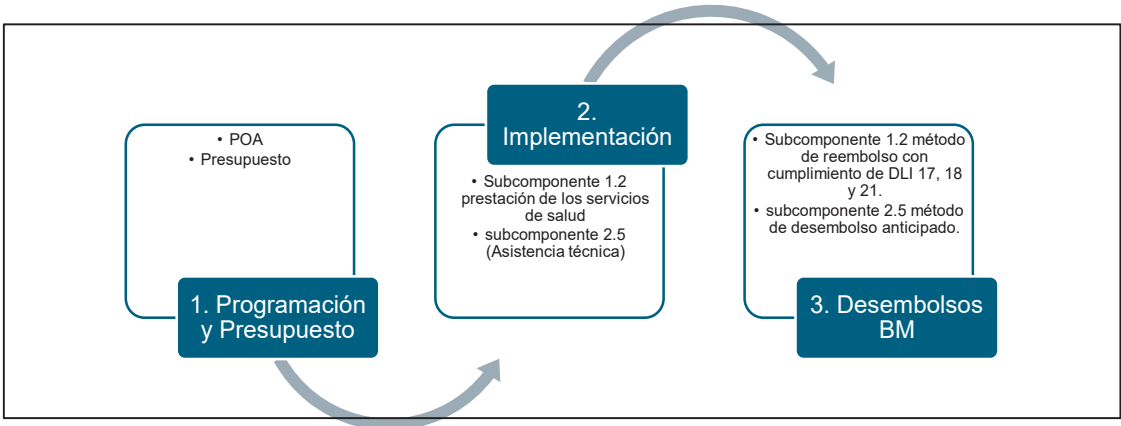 • POA
• Presupuesto
1. Programación
y Presupuesto
2.
Implementación
• Subcomponente 1.2
prestación de los servicios
de salud
• subcomponente 2.5
(Asistencia técnica)
• Subcomponente 1.2 método
de reembolso con
cumplimiento de DLI 17, 18
y 21.
• subcomponente 2.5 método
de desembolso anticipado.
3. Desembolsos
BM